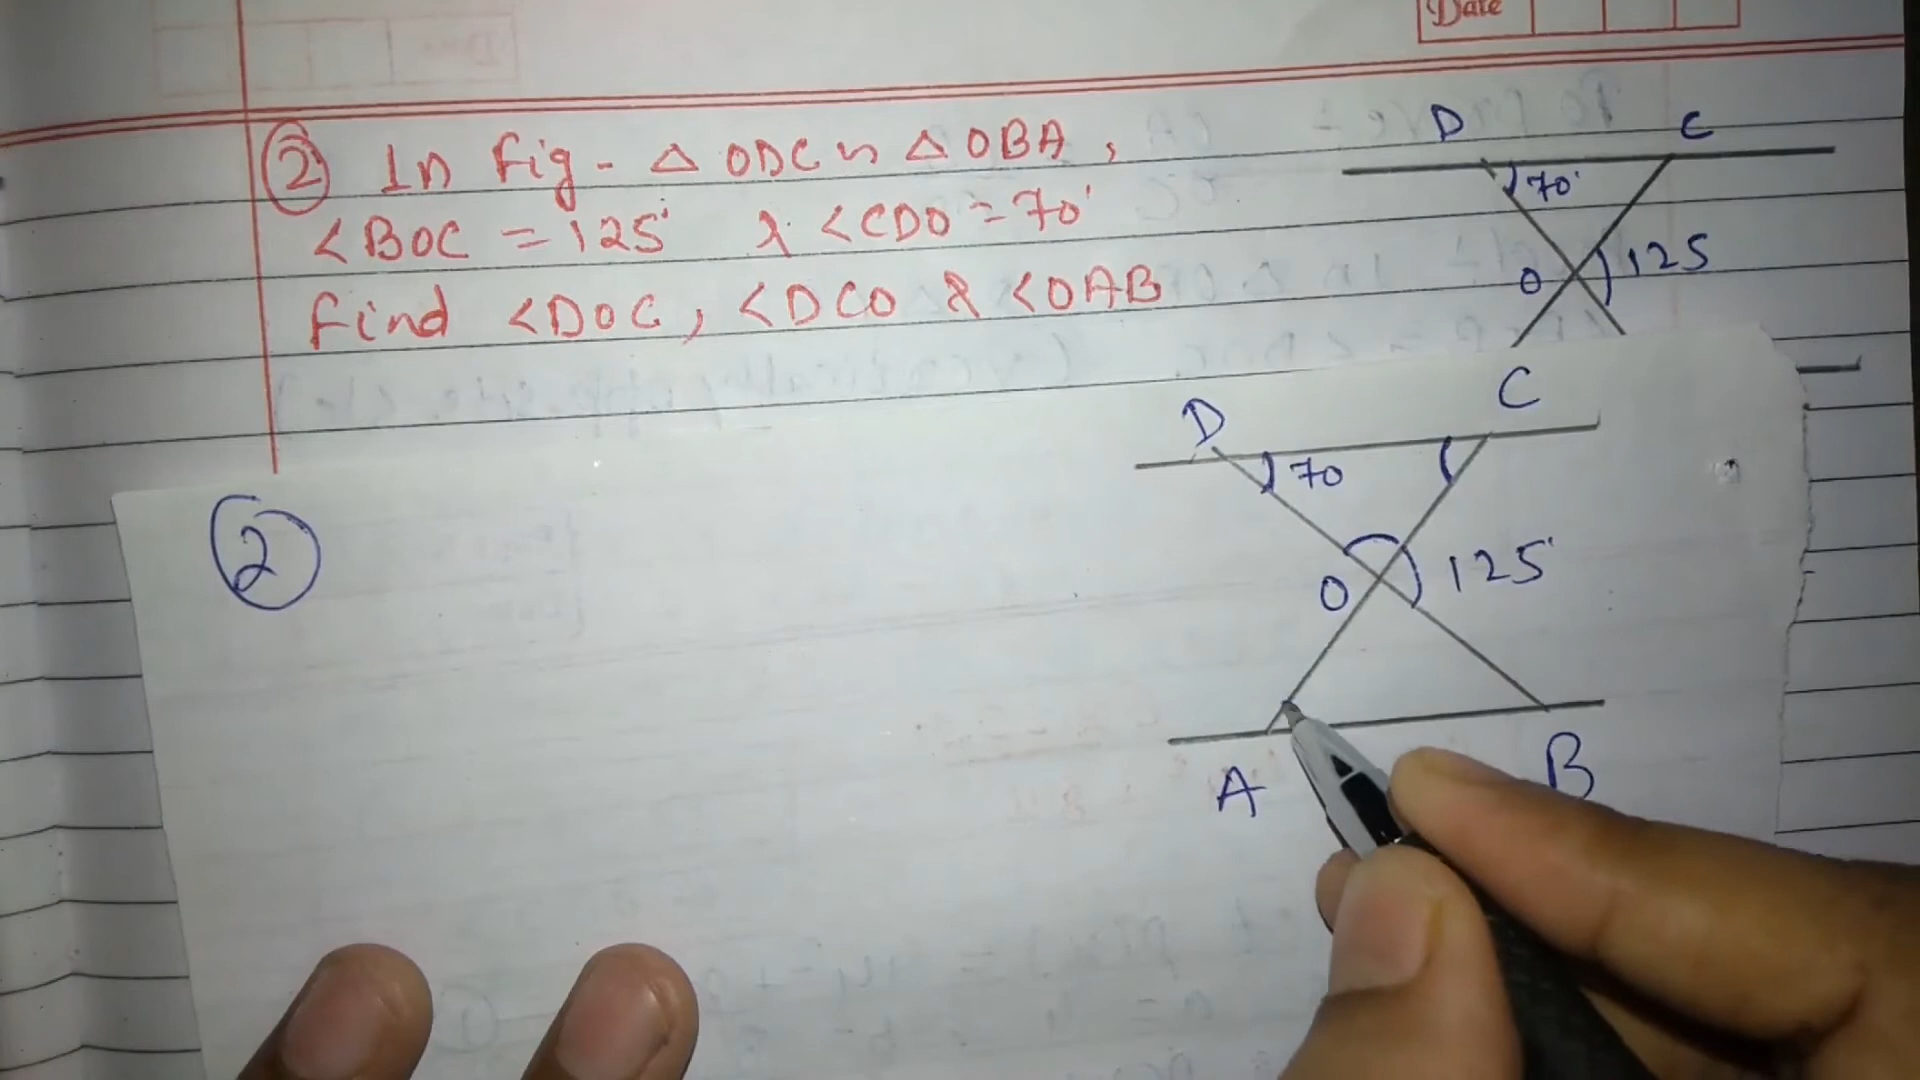 Date
② In fig - △ ODC ~ △ OBA,
<BOC = 125° & <CDO = 70°
find <DOC, <DCO & <OAB
D C
70°
O 125
D C
70
O 125°
A B
②